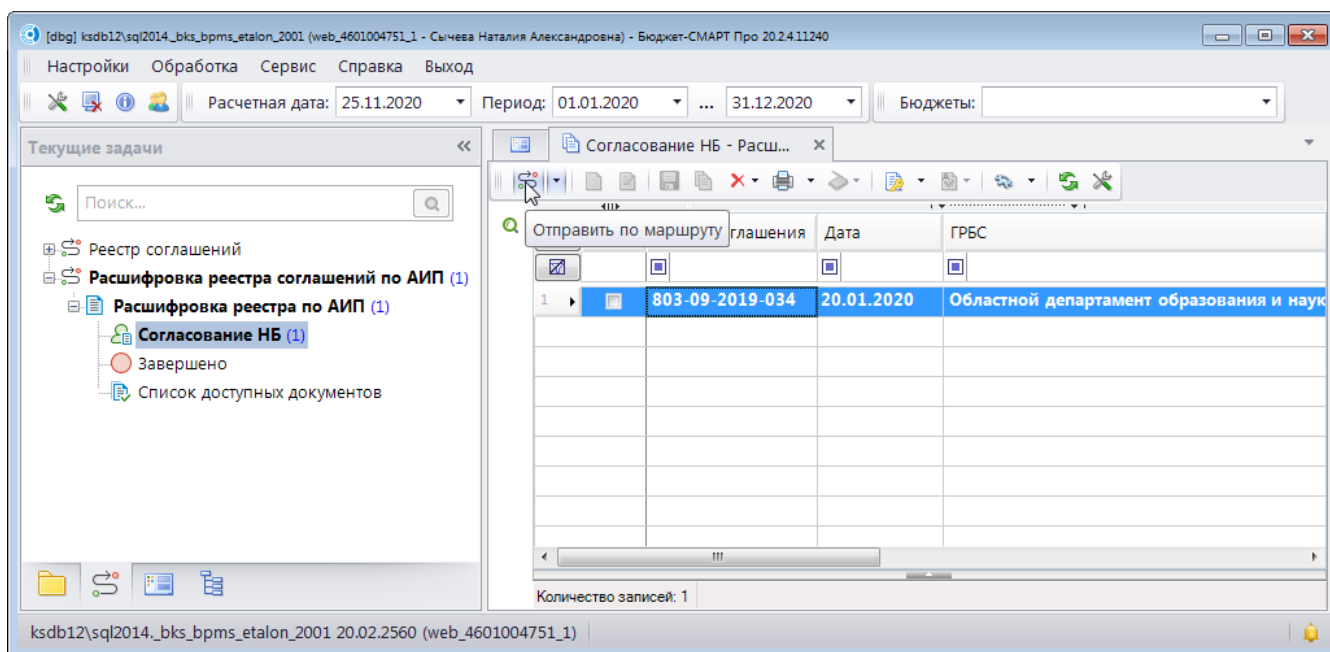 [dbg] ksdb12\sql2014._bks_bpms_etalon_2001 (web_4601004751_1 - Сычева Наталия Александровна) - Бюджет-СМАРТ Про 20.2.4.11240
Настройки Обработка Сервис Справка Выход
Расчетная дата: 25.11.2020 Период: 01.01.2020 ... 31.12.2020 Бюджеты:
Текущие задачи
Согласование НБ - Расш...
Поиск...
Отправить по маршруту глашения Дата ГРБС
Реестр соглашений
Расшифровка реестра соглашений по АИП (1)
Расшифровка реестра по АИП (1)
Согласование НБ (1)
Завершено
Список доступных документов
1 803-09-2019-034 20.01.2020 Областной департамент образования и наук
Количество записей: 1
ksdb12\sql2014._bks_bpms_etalon_2001 20.02.2560 (web_4601004751_1)